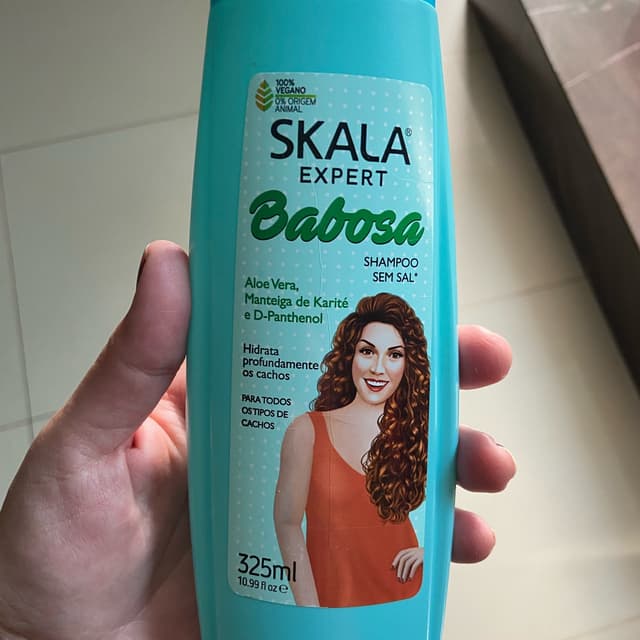 100%
VEGANO
0% ORIGEM
ANIMAL
SKALA®
EXPERT
Babosa
SHAMPOO
SEM SAL*
Aloe Vera,
Manteiga de Karité
e D-Panthenol
Hidrata
profundamente
os cachos
PARA TODOS
OS TIPOS DE
CACHOS
325ml
10.99 fl oz ℮